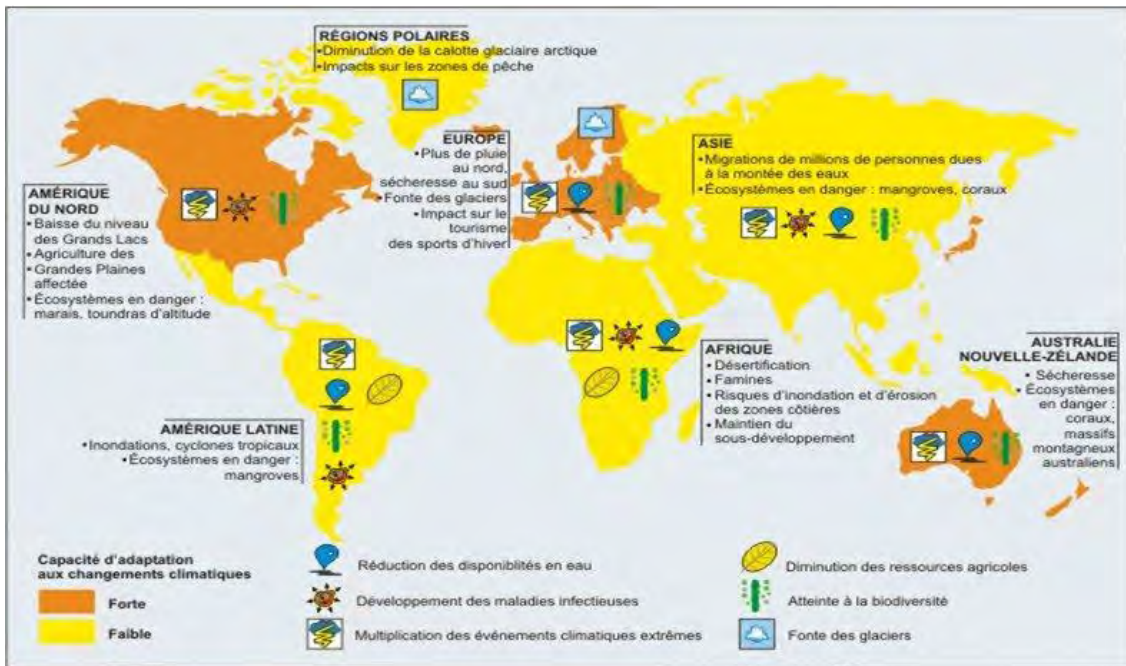 RÉGIONS POLAIRES
•Diminution de la calotte glaciaire arctique
•Impacts sur les zones de pêche
EUROPE
•Plus de pluie
au nord,
sécheresse au sud
•Fonte des glaciers
•Impact sur le
tourisme
des sports d'hiver
ASIE
•Migrations de millions de personnes dues
à la montée des eaux
•Écosystèmes en danger : mangroves, coraux
AMÉRIQUE
DU NORD
•Baisse du niveau
des Grands Lacs
•Agriculture des
•Grandes Plaines
affectée
•Écosystèmes en danger :
marais, toundras d'altitude
AFRIQUE
•Désertification
•Famines
•Risques d'inondation et d'érosion
des zones côtières
•Maintien du
sous-développement
AUSTRALIE
NOUVELLE-ZÉLANDE
•Sécheresse
•Écosystèmes
en danger :
coraux,
massifs
montagneux
australiens
AMÉRIQUE LATINE
•Inondations, cyclones tropicaux
•Écosystèmes en danger :
mangroves
Capacité d'adaptation
aux changements climatiques
Forte
Faible
Réduction des disponiblités en eau
Développement des maladies infectieuses
Multiplication des événements climatiques extrêmes
Diminution des ressources agricoles
Atteinte à la biodiversité
Fonte des glaciers